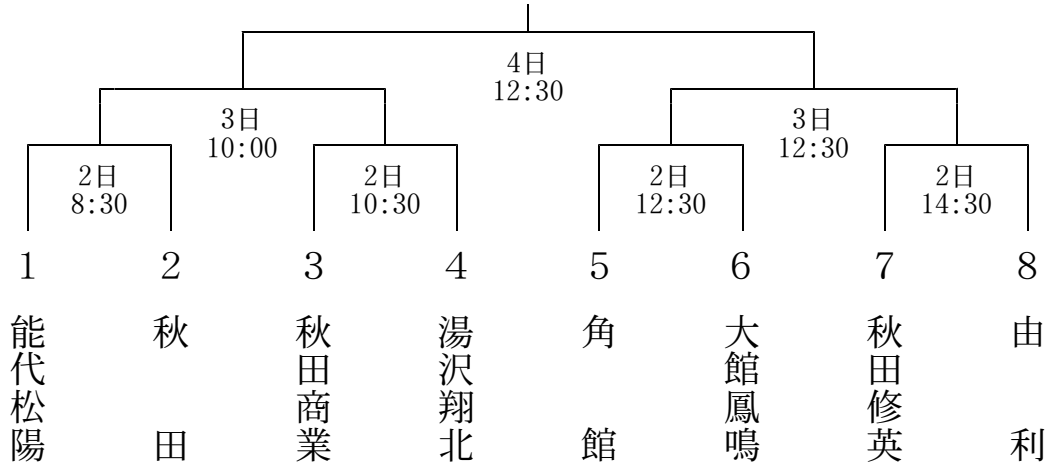 4日
12:30
3日
10:00
3日
12:30
2日
8:30
2日
10:30
2日
12:30
2日
14:30
1 2 3 4 5 6 7 8
能代松陽
秋田
秋田商業
湯沢翔北
角館
大館鳳鳴
秋田修英
由利